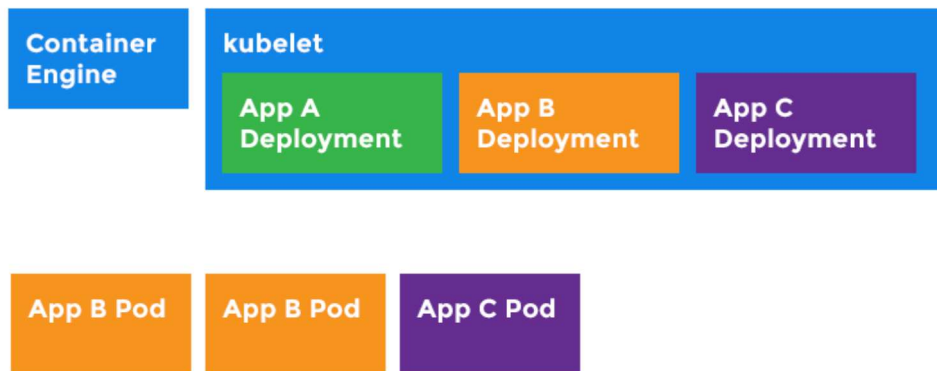 Container
Engine
kubelet
App A
Deployment
App B
Deployment
App C
Deployment
App B Pod
App B Pod
App C Pod